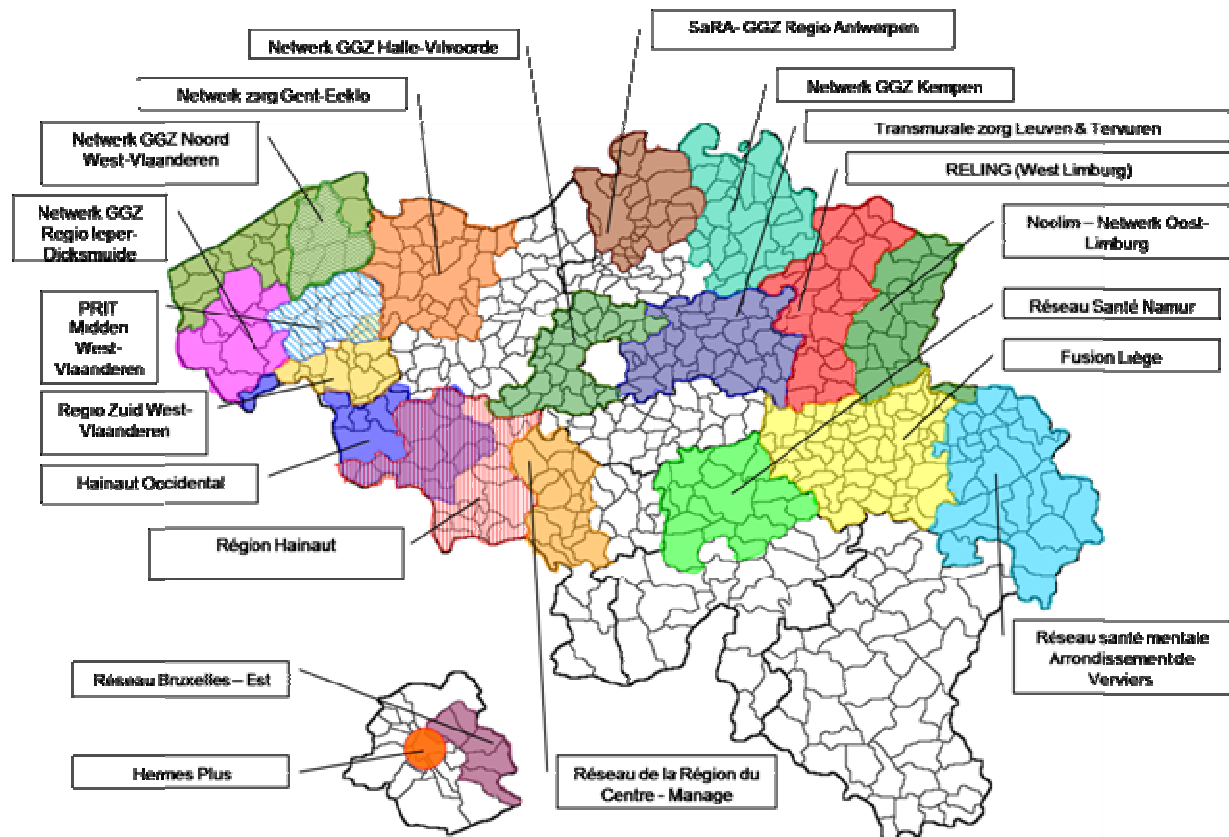 SaRA- GGZ Regio Antwerpen
Netwerk GGZ Halle-Vilvoorde
Netwerk GGZ Kempen
Netwerk zorg Gent-Eeklo
Transmurale zorg Leuven & Tervuren
Netwerk GGZ Noord
West-Vlaanderen
RELING (West Limburg)
Netwerk GGZ
Regio Ieper-
Dicksmuide
Noolim – Netwerk Oost-
Limburg
PRIT
Midden
West-
Vlaanderen
Réseau Santé Namur
Fusion Liège
Regio Zuid West-
Vlaanderen
Hainaut Occidental
Région Hainaut
Réseau santé mentale
Arrondissement de
Verviers
Réseau Bruxelles – Est
Hermes Plus
Réseau de la Région du
Centre - Manage